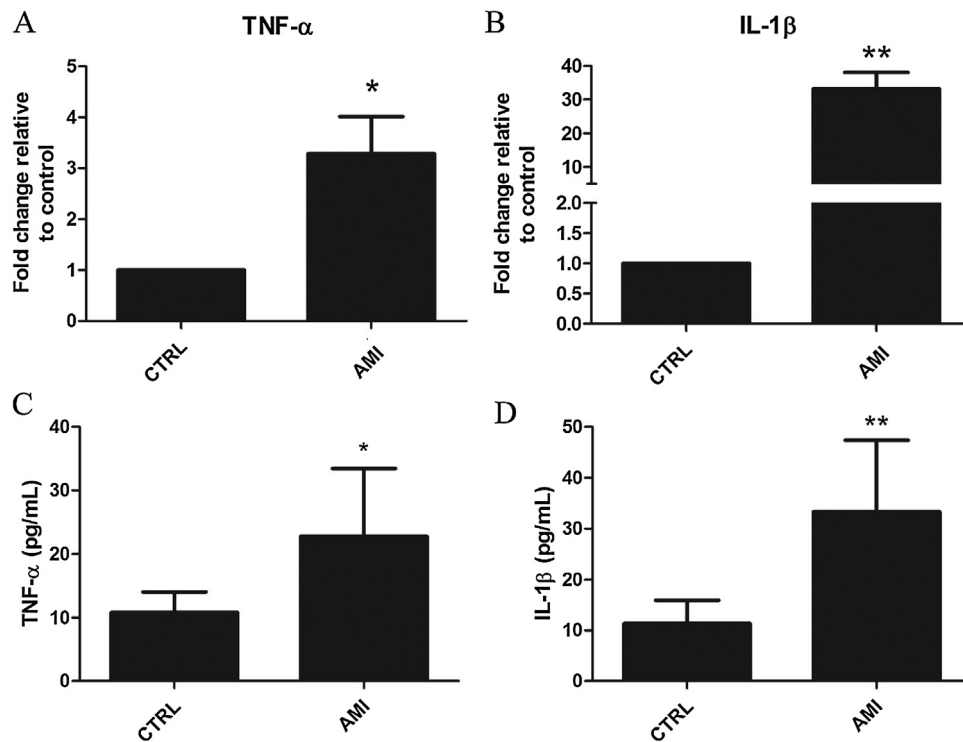 A
TNF-α
Fold change relative
to control
5
4
3
2
1
0
*
CTRL
AMI
B
IL-1β
Fold change relative
to control
40
30
20
10
2.0
1.5
1.0
0.5
0.0
**
CTRL
AMI
C
TNF-α (pg/mL)
40
30
20
10
0
*
CTRL
AMI
D
IL-1β (pg/mL)
50
40
30
20
10
0
**
CTRL
AMI